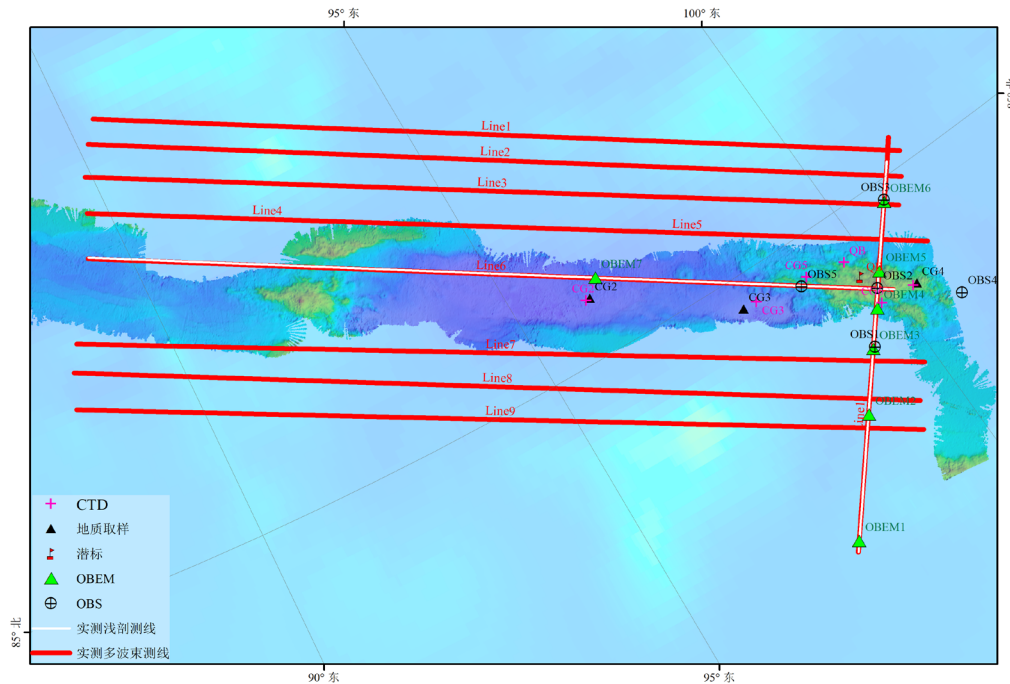 95° 东
100° 东
Line1
Line2
Line3
OBS3
OBEM6
Line4
Line5
QB
OBEM5
Line6
OBEM7
CG5
OBS5
OBS2
CG4
OBS4
CG2
CG3
CG3
OBEM4
OBS1
OBEM3
Line7
Line8
OBEM2
Line9
OBEM1
CTD
地质取样
潜标
OBEM
OBS
实测浅剖测线
实测多波束测线
85° 北
90° 东
95° 东